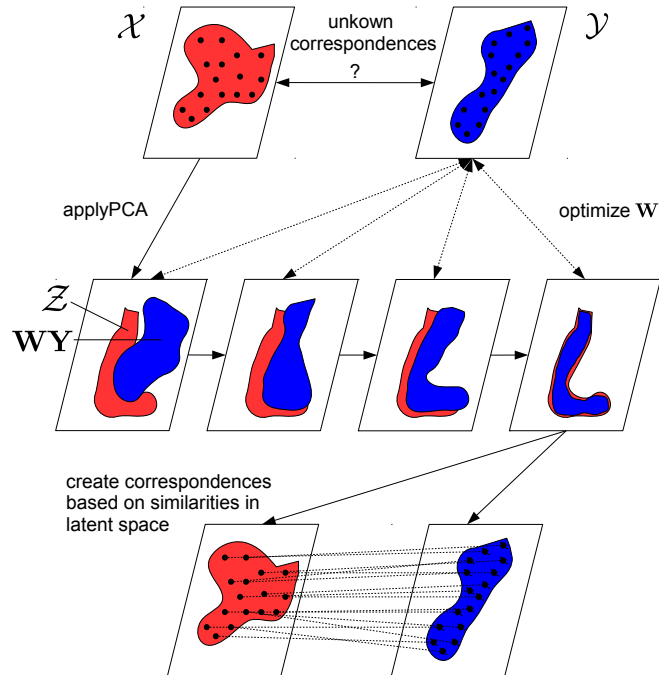 𝒳
unkown
correspondences
?
𝒴
applyPCA
optimize W
𝒵
WY
create correspondences
based on similarities in
latent space